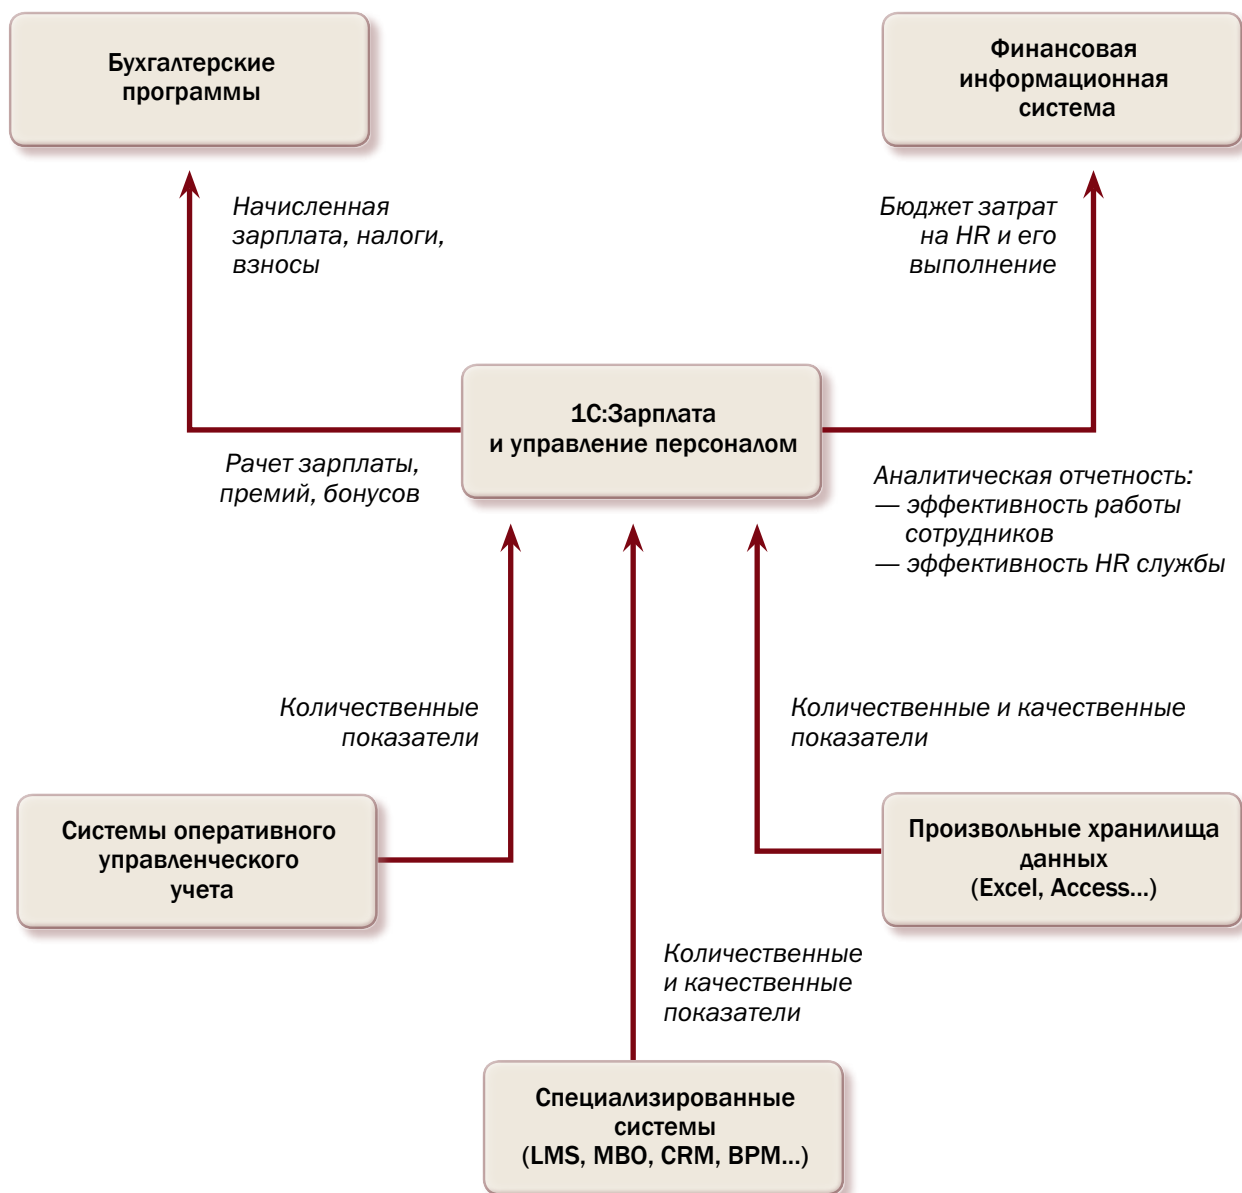 Бухгалтерские
программы
Финансовая
информационная
система
Начисленная
зарплата, налоги,
взносы
Бюджет затрат
на HR и его
выполнение
1С:Зарплата
и управление персоналом
Рачет зарплаты,
премий, бонусов
Аналитическая отчетность:
— эффективность работы
сотрудников
— эффективность HR службы
Количественные
показатели
Количественные и качественные
показатели
Системы оперативного
управленческого
учета
Произвольные хранилища
данных
(Excel, Access...)
Количественные
и качественные
показатели
Специализированные
системы
(LMS, MBO, CRM, BPM...)